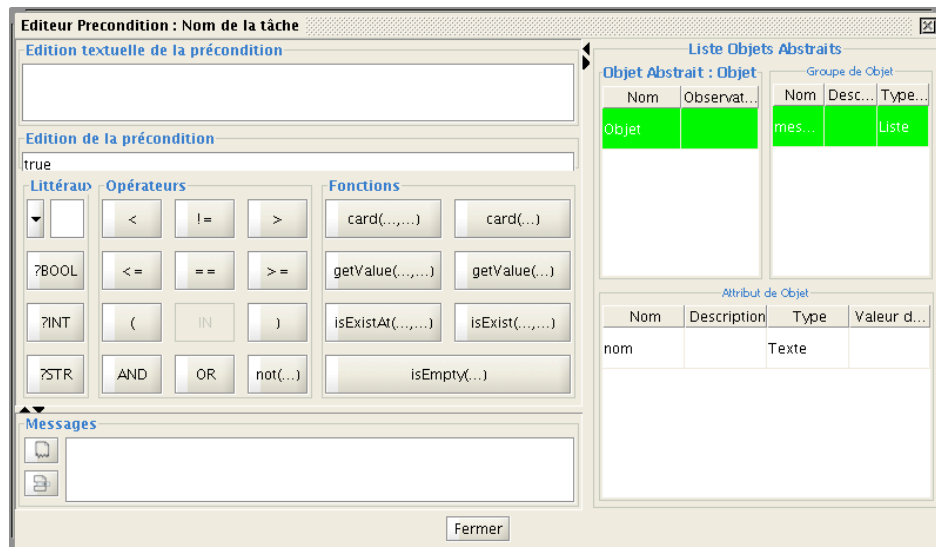 Editeur Precondition : Nom de la tâche
Edition textuelle de la précondition
Edition de la précondition
true
Littéraux
Opérateurs
Fonctions
< != > card(...,...) card(...)
?BOOL <= == >= getValue(...,...) getValue(...)
?INT ( IN ) isExistAt(...,...) isExist(...,...)
?STR AND OR not(...) isEmpty(...)
Messages
Liste Objets Abstraits
Objet Abstrait : Objet
Nom Observat...
Objet
Groupe de Objet
Nom Desc... Type...
mes... Liste
Attribut de Objet
Nom Description Type Valeur d...
nom Texte
Fermer